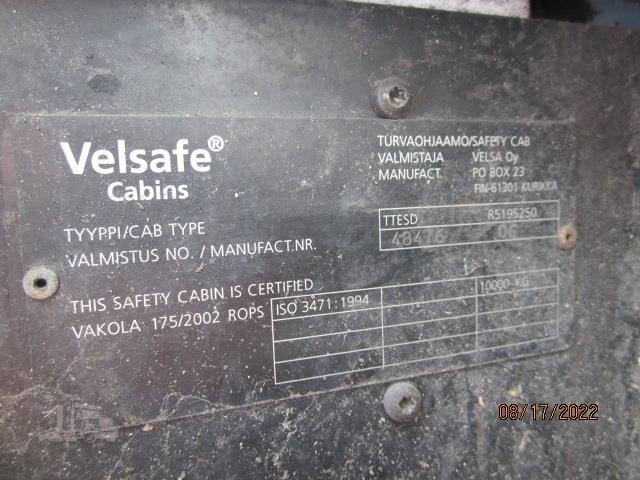 Velsafe®
Cabins
TURVAOHJAAMO/SAFETY CAB
VALMISTAJA VELSA Oy
MANUFACT. PO BOX 23
FIN-61301 KURIKKA
TYYPPI/CAB TYPE TTESD R5195250
VALMISTUS NO. / MANUFACT.NR. 06
THIS SAFETY CABIN IS CERTIFIED
VAKOLA 175/2002 ROPS ISO 3471:1994 10000 KG
08/17/2022